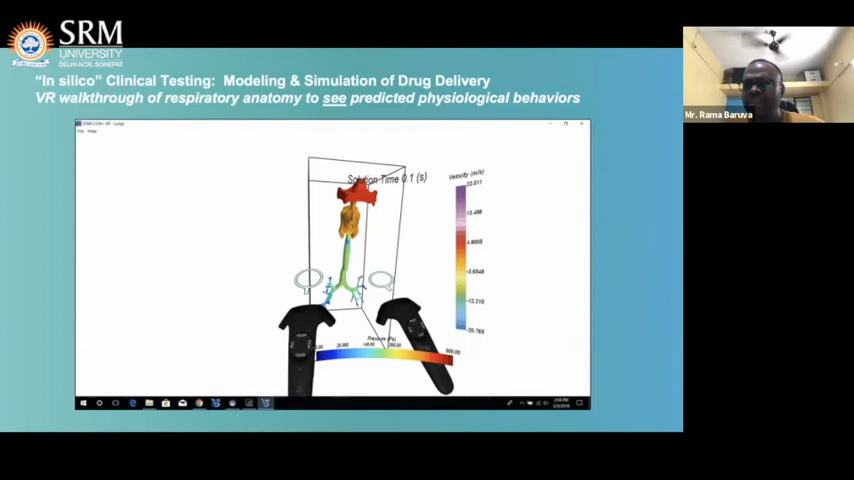 SRM
UNIVERSITY
DELHI-NCR, SONEPAT
“In silico” Clinical Testing: Modeling & Simulation of Drug Delivery
VR walkthrough of respiratory anatomy to see predicted physiological behaviors
Mr. Rama Baruva
File Help
Solution Time 0.1 (s)
Velocity (m/s)
22.011
13.456
4.9005
-3.6548
-12.210
-20.765
Pressure (Pa)